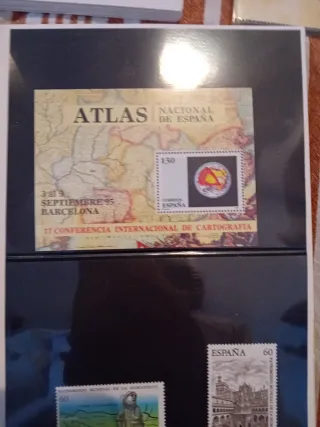 ATLAS NACIONAL
DE ESPAÑA
130
CORREOS
ESPAÑA
3 al 9
SEPTIEMBRE 95
BARCELONA
17 CONFERENCIA INTERNACIONAL DE CARTOGRAFIA
ESPAÑA 60
60